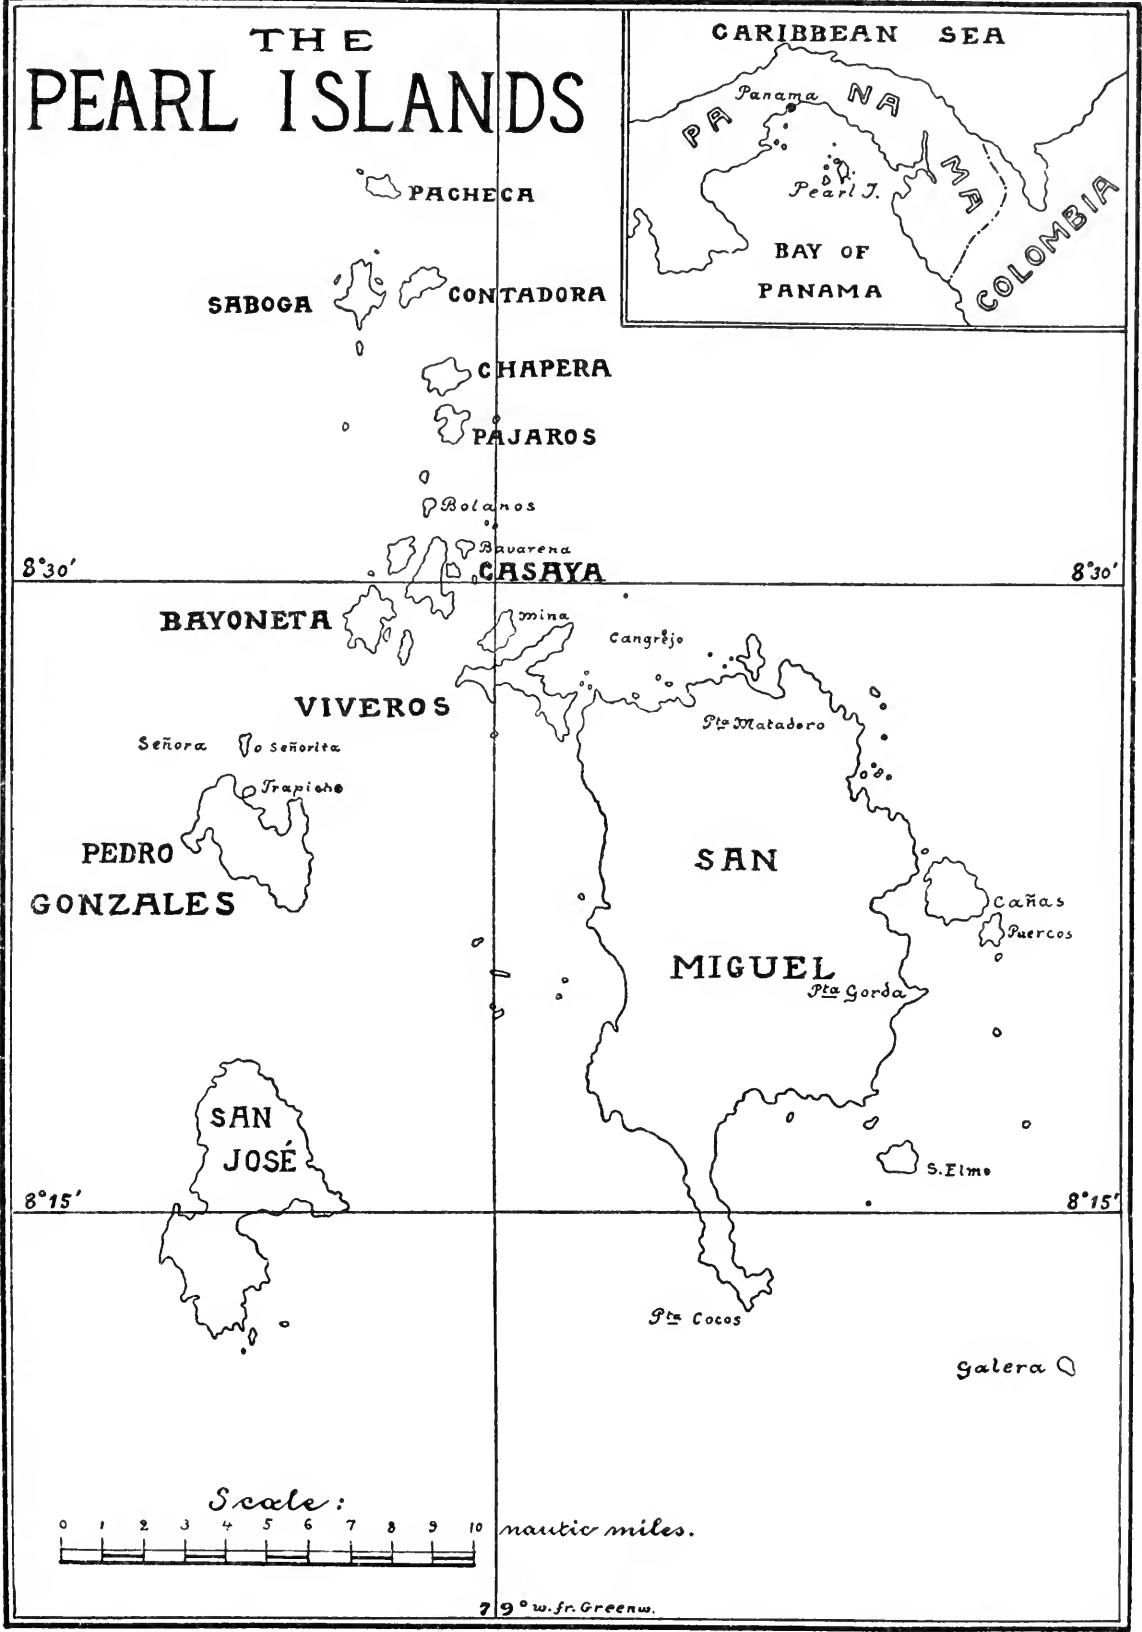 THE
PEARL ISLANDS
CARIBBEAN SEA
Panama
PANAMA
Pearl I.
BAY OF
PANAMA
COLOMBIA
PACHECA
SABOGA
CONTADORA
CHAPERA
PAJAROS
Bolanos
Bavarena
8°30'
CASAYA
8°30'
BAYONETA
Mina
Cangrejo
VIVEROS
Pta Matadero
Señora
Señorita
Trapiche
PEDRO
GONZALES
SAN
MIGUEL
Cañas
Puercos
Pta Gorda
SAN
JOSÉ
S. Elmo
8°15'
8°15'
Pta Cocos
Galera
Scale:
0 1 2 3 4 5 6 7 8 9 10 nautic miles.
79° w. fr. Greenw.